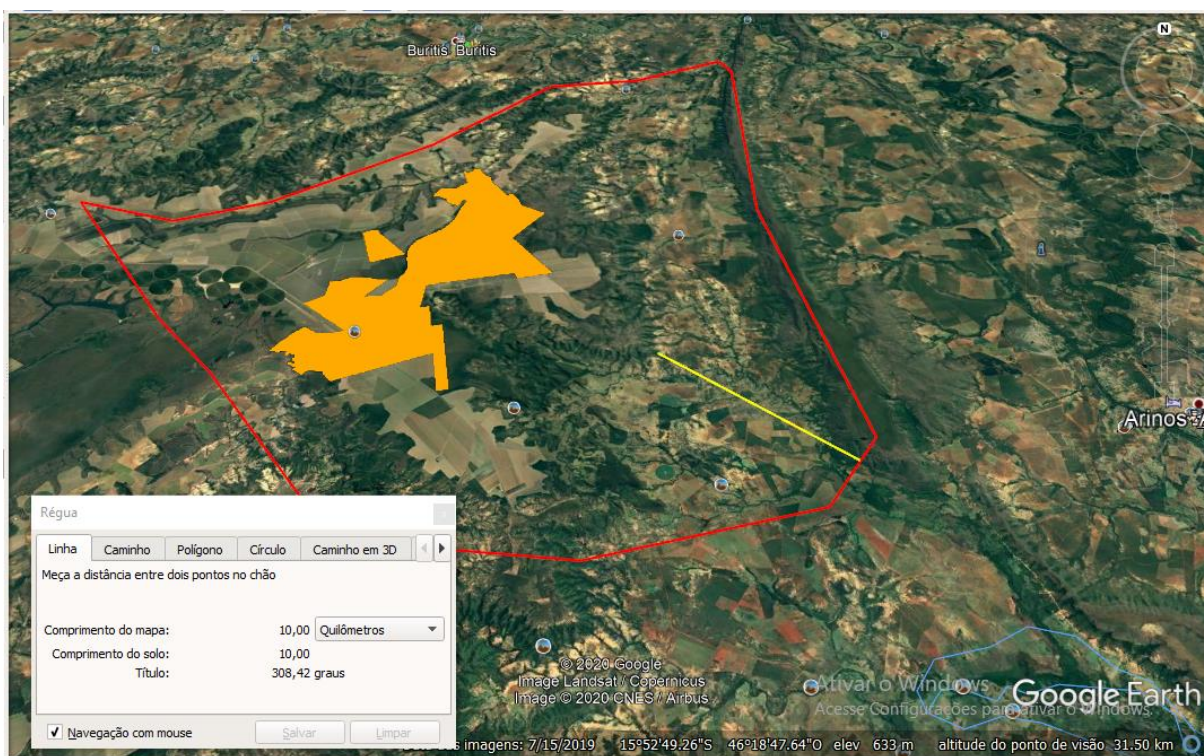 N
Buritis Buritis
Arinos
Régua
Linha Caminho Polígono Círculo Caminho em 3D
Meça a distância entre dois pontos no chão
Comprimento do mapa: 10,00 Quilômetros
Comprimento do solo: 10,00
Título: 308,42 graus
Navegação com mouse Salvar Limpar
© 2020 Google
Image Landsat / Copernicus
Image © 2020 CNES / Airbus
Ativar o Windows
Acesse Configurações para ativar o Windows.
Google Earth
imagens: 7/15/2019 15°52'49.26"S 46°18'47.64"O elev 633 m altitude do ponto de visão 31.50 km